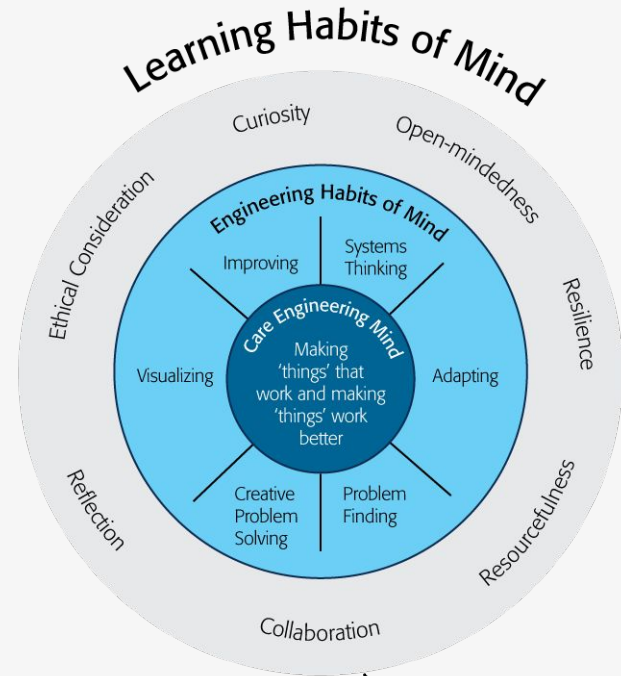 Learning Habits of Mind
Curiosity
Open-mindedness
Ethical Consideration
Resilience
Reflection
Resourcefulness
Collaboration
Engineering Habits of Mind
Improving
Systems
Thinking
Visualizing
Adapting
Creative
Problem
Solving
Problem
Finding
Care Engineering Mind
Making
'things' that
work and making
'things' work
better